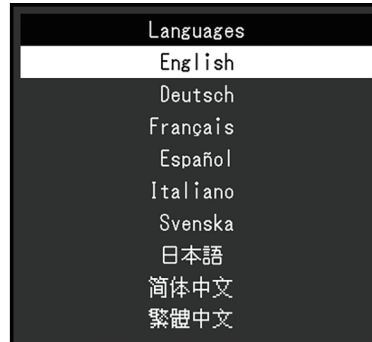 Languages
English
Deutsch
Français
Español
Italiano
Svenska
日本語
简体中文
繁體中文